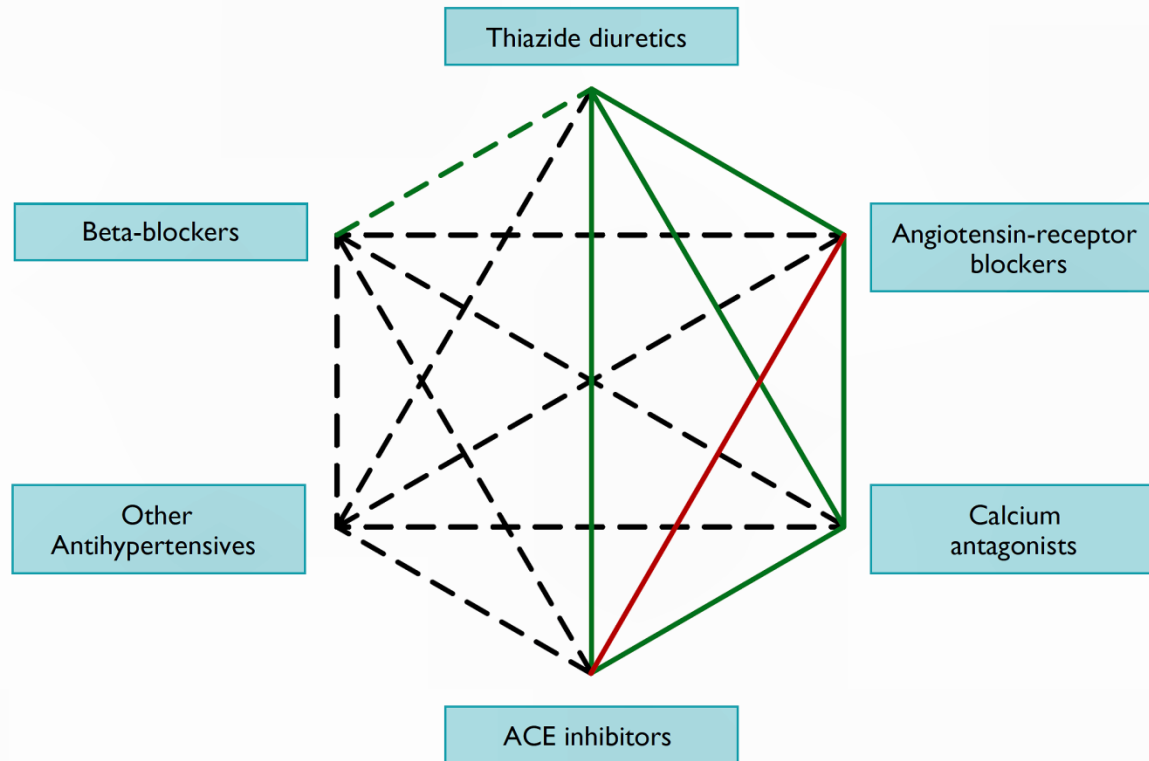 Thiazide diuretics
Beta-blockers
Angiotensin-receptor
blockers
Other
Antihypertensives
Calcium
antagonists
ACE inhibitors